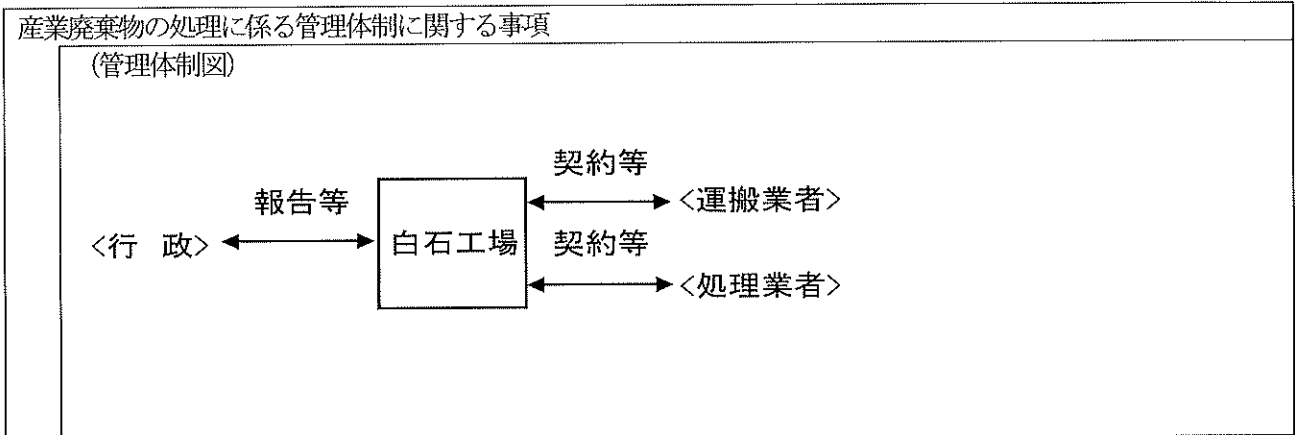 産業廃棄物の処理に係る管理体制に関する事項
(管理体制図)
契約等
報告等
<運搬業者>
<行 政>
白石工場
契約等
<処理業者>